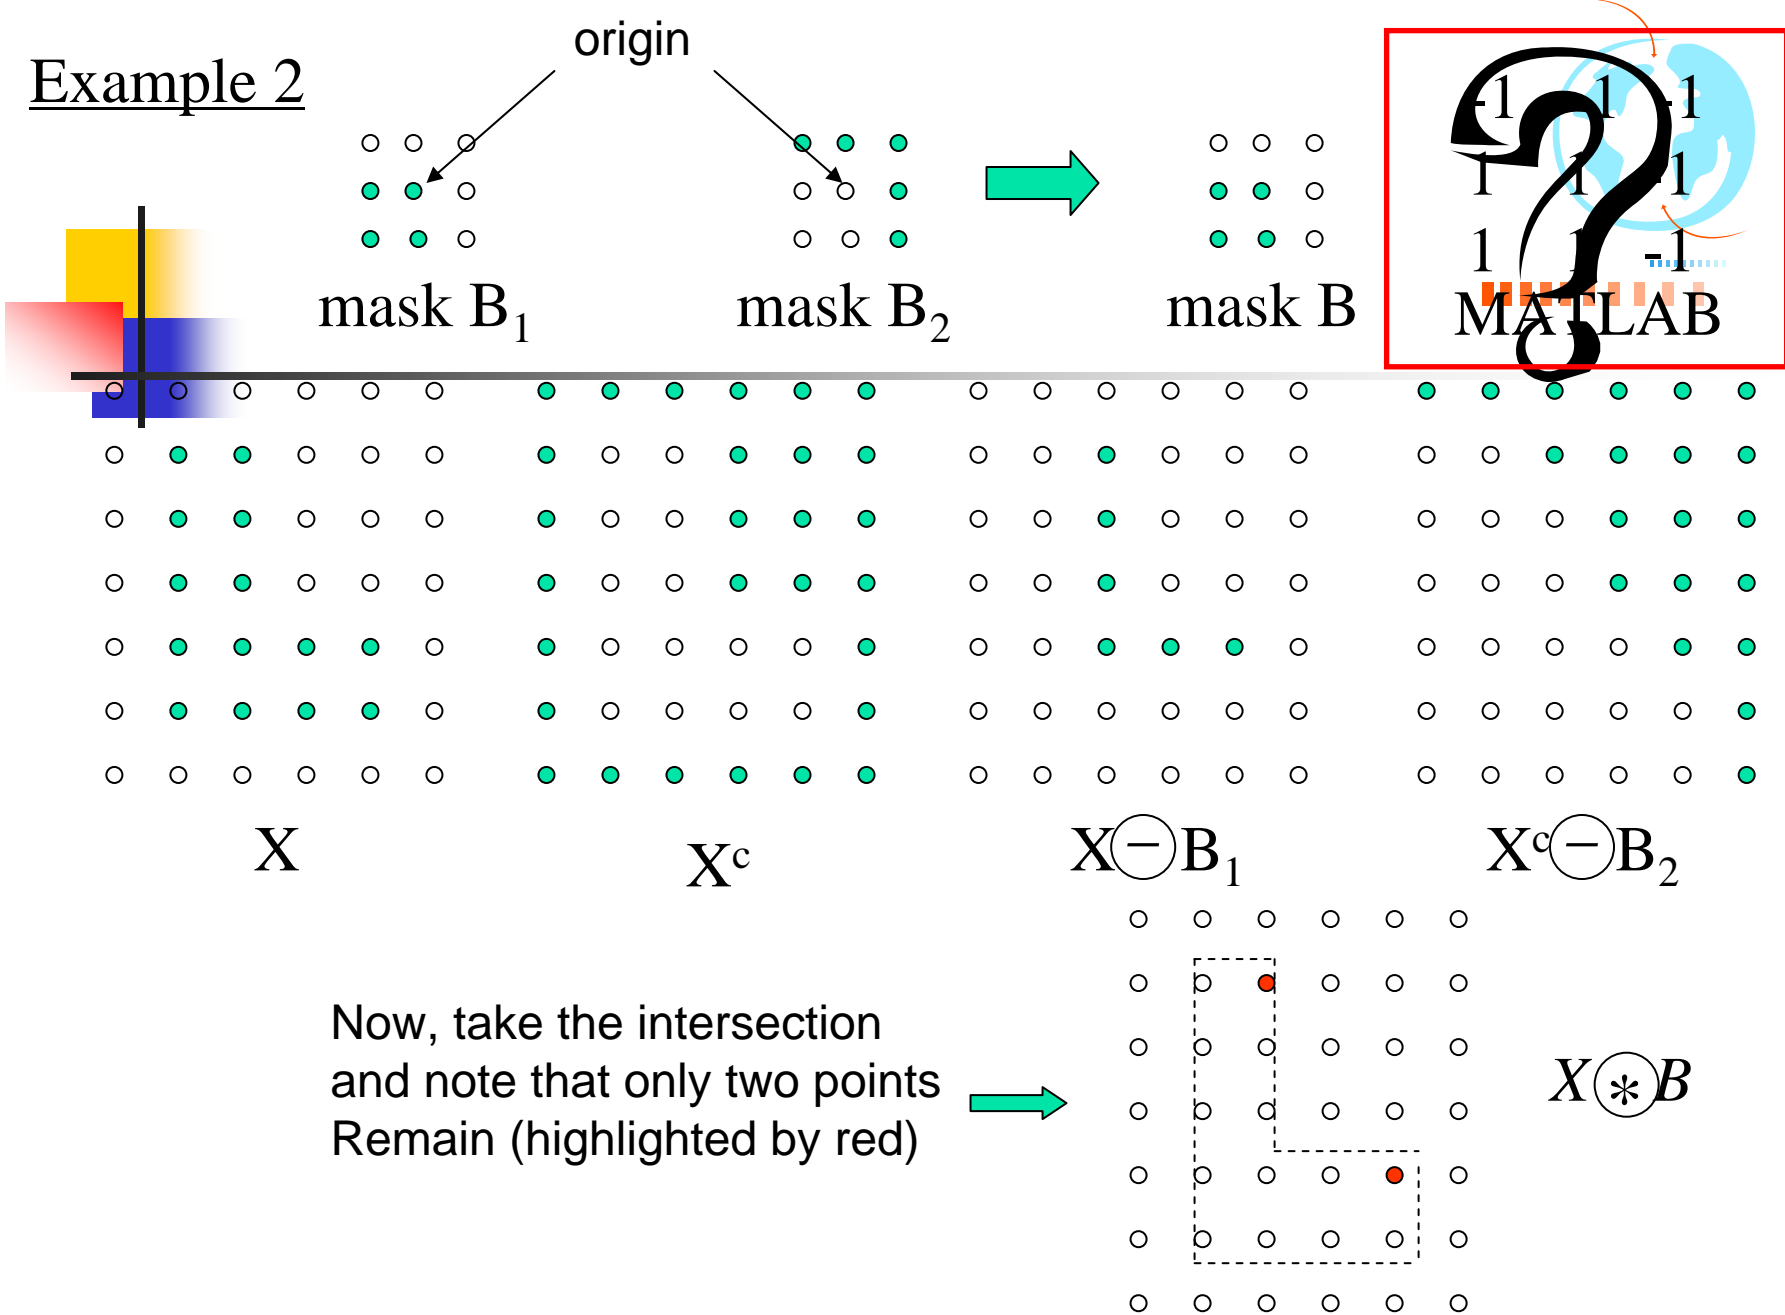 origin
Example 2
-1 1 -1
1 1 -1
1 1 -1
mask B₁ mask B₂ mask B MATLAB
X Xᶜ X⊖B₁ Xᶜ⊖B₂
Now, take the intersection
and note that only two points
Remain (highlighted by red)
X⊛B